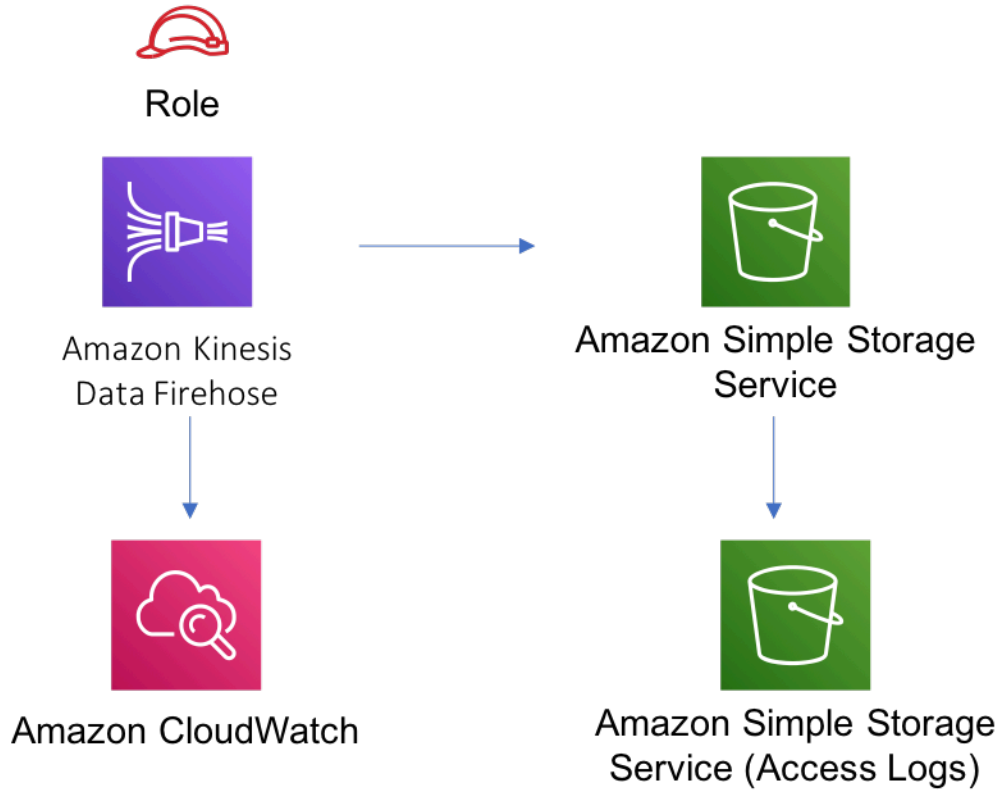 Role
Amazon Kinesis
Data Firehose
Amazon Simple Storage
Service
Amazon CloudWatch
Amazon Simple Storage
Service (Access Logs)